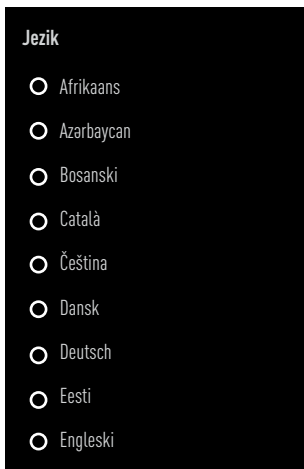 Jezik
Afrikaans
Azərbaycan
Bosanski
Català
Čeština
Dansk
Deutsch
Eesti
Engleski